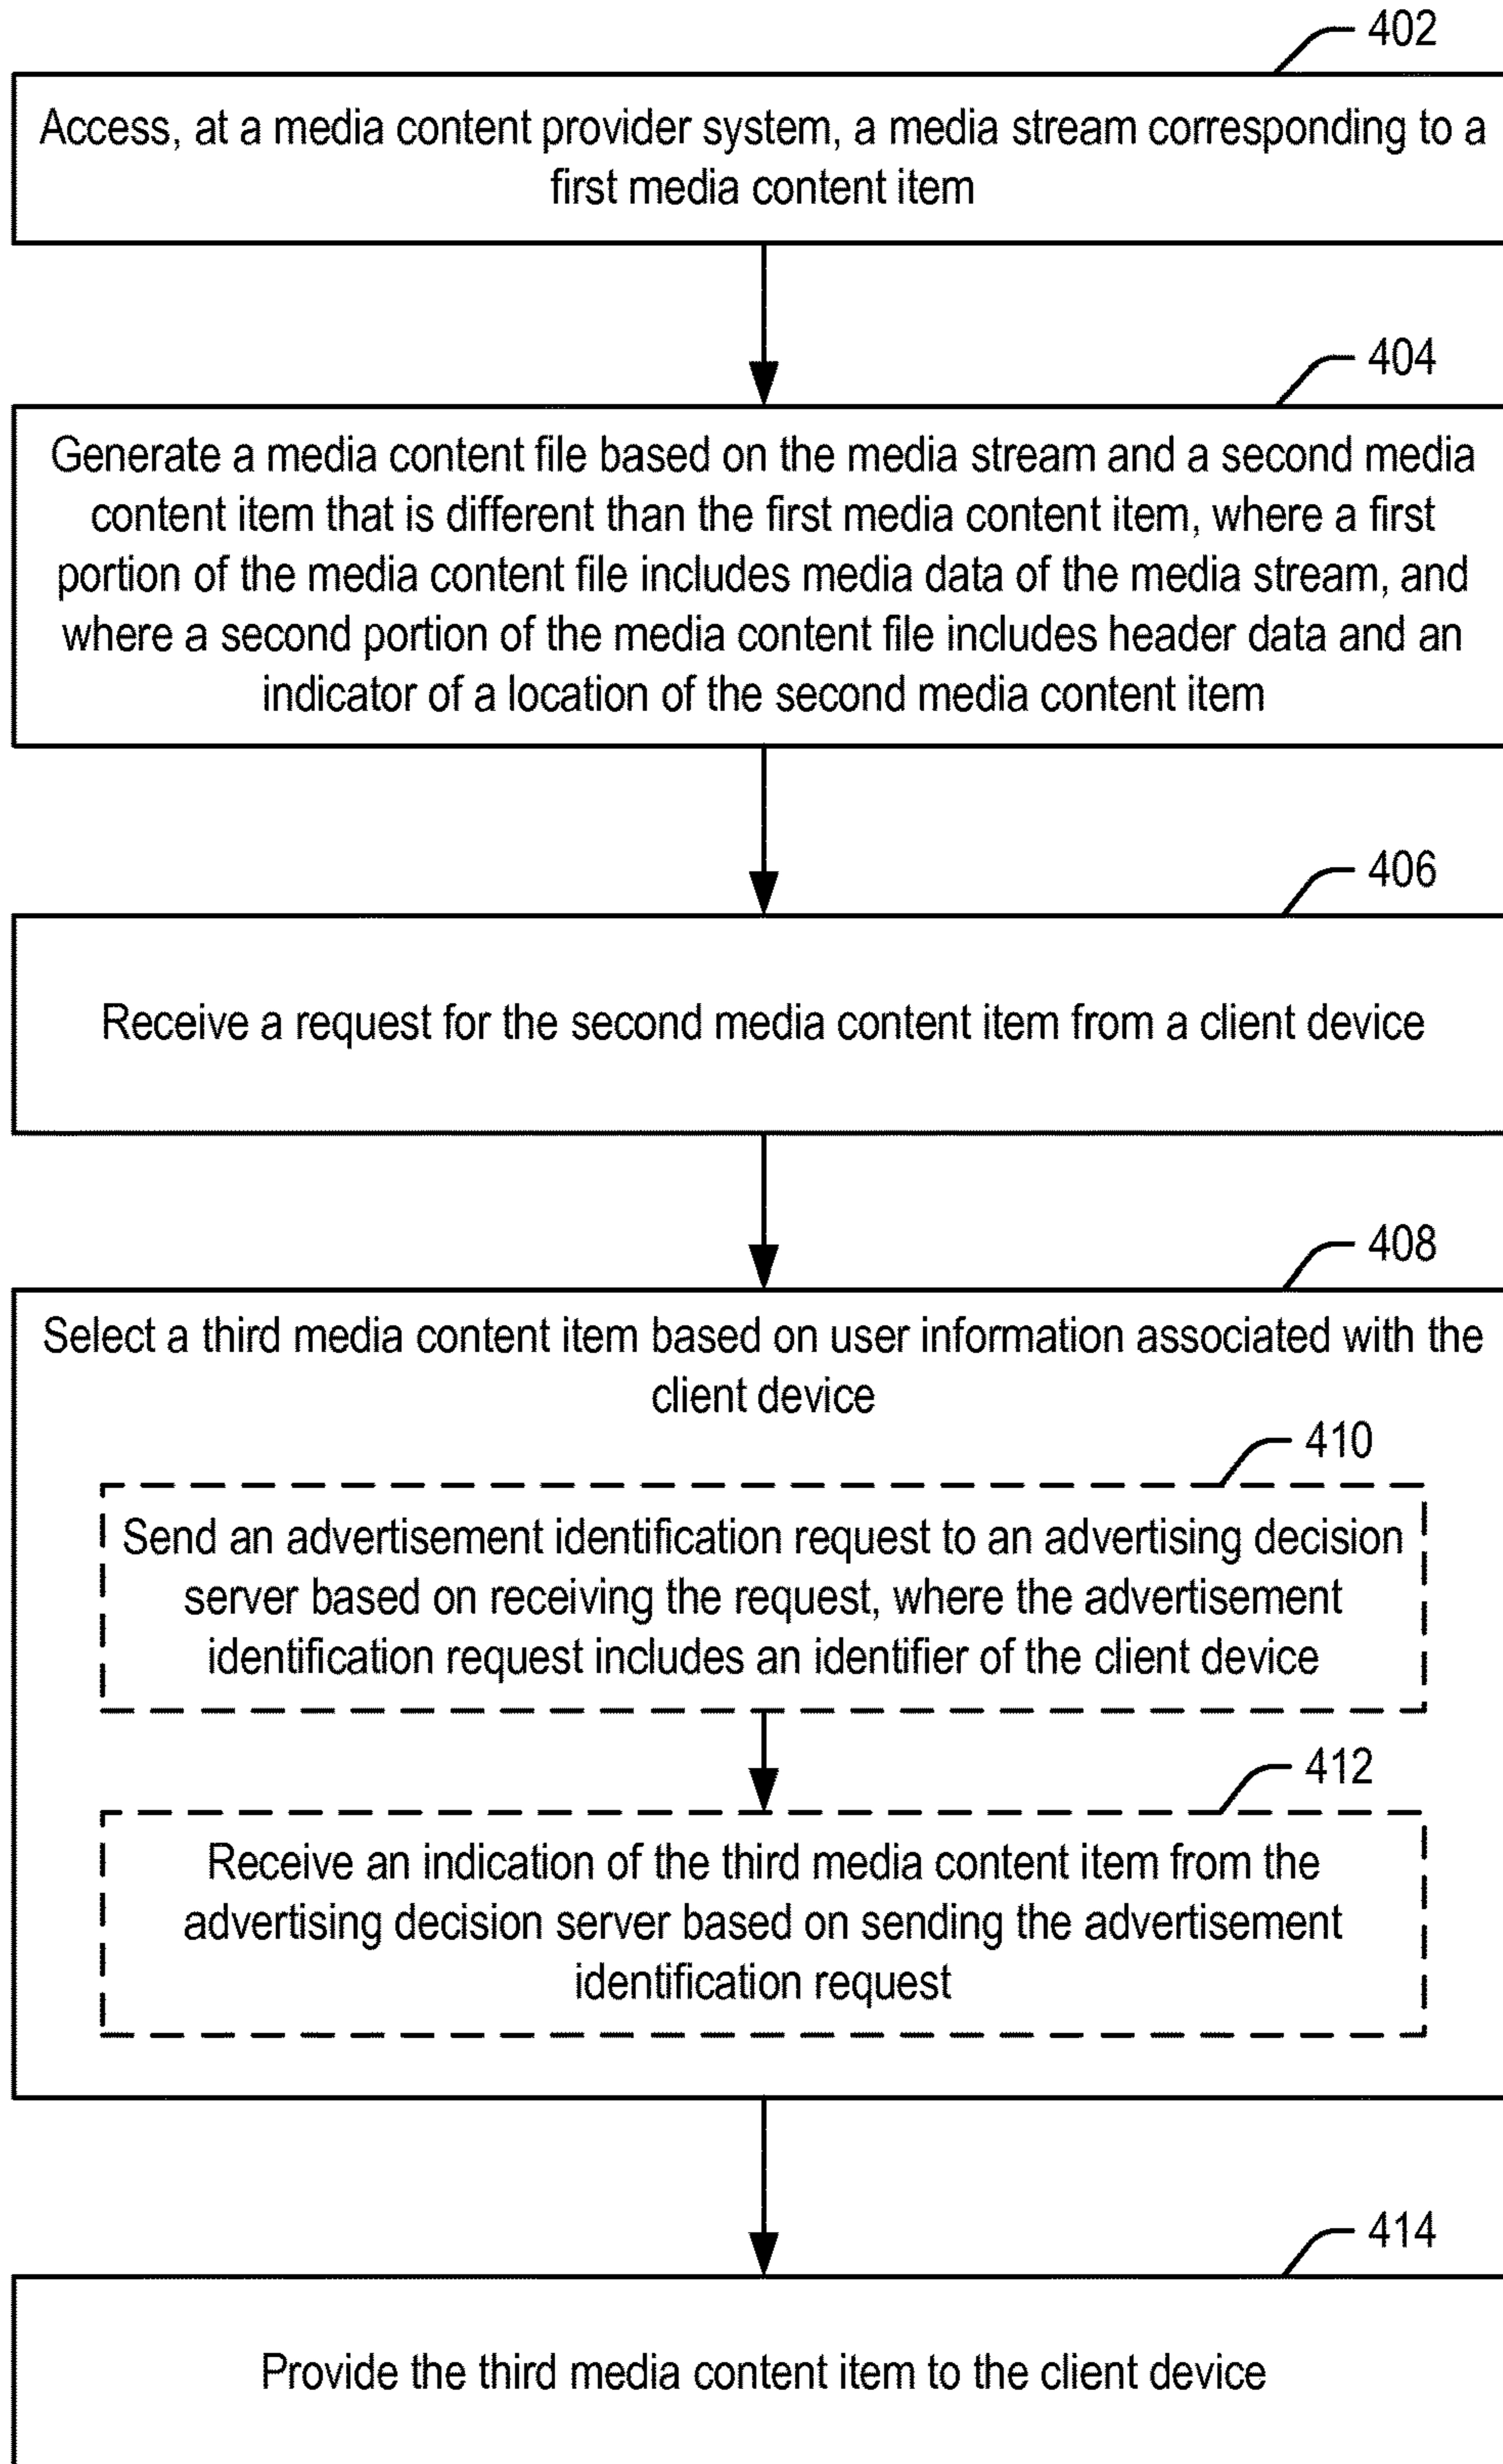 402
Access, at a media content provider system, a media stream corresponding to a
first media content item
404
Generate a media content file based on the media stream and a second media
content item that is different than the first media content item, where a first
portion of the media content file includes media data of the media stream, and
where a second portion of the media content file includes header data and an
indicator of a location of the second media content item
406
Receive a request for the second media content item from a client device
408
Select a third media content item based on user information associated with the
client device
410
Send an advertisement identification request to an advertising decision
server based on receiving the request, where the advertisement
identification request includes an identifier of the client device
412
Receive an indication of the third media content item from the
advertising decision server based on sending the advertisement
identification request
414
Provide the third media content item to the client device